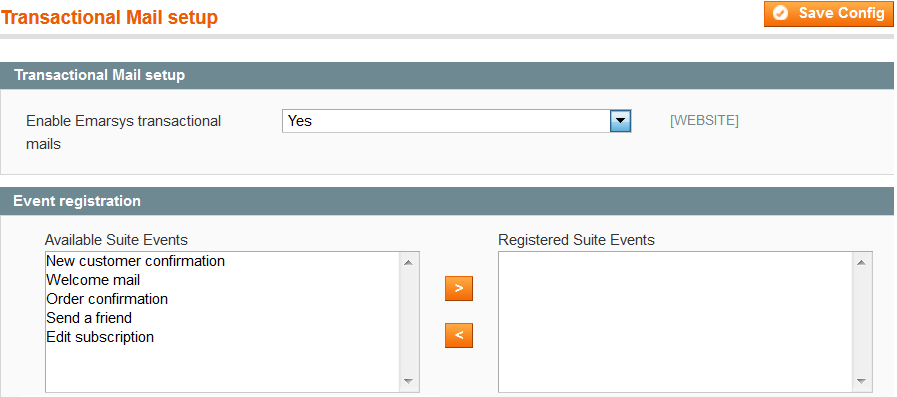 Transactional Mail setup
Save Config
Transactional Mail setup
Enable Emarsys transactional
mails
Yes
[WEBSITE]
Event registration
Available Suite Events
Registered Suite Events
New customer confirmation
Welcome mail
Order confirmation
Send a friend
Edit subscription
>
<